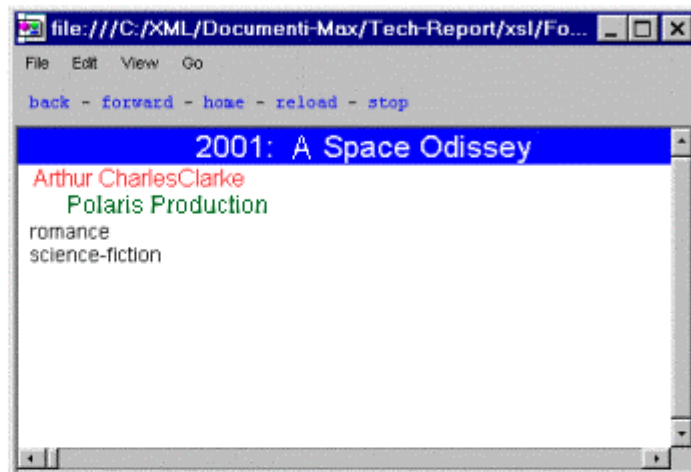 file:///C:/XML/Documenti-Max/Tech-Report/xsl/Fo...
File Edit View Go
back - forward - home - reload - stop
2001: A Space Odissey
Arthur CharlesClarke
Polaris Production
romance
science-fiction